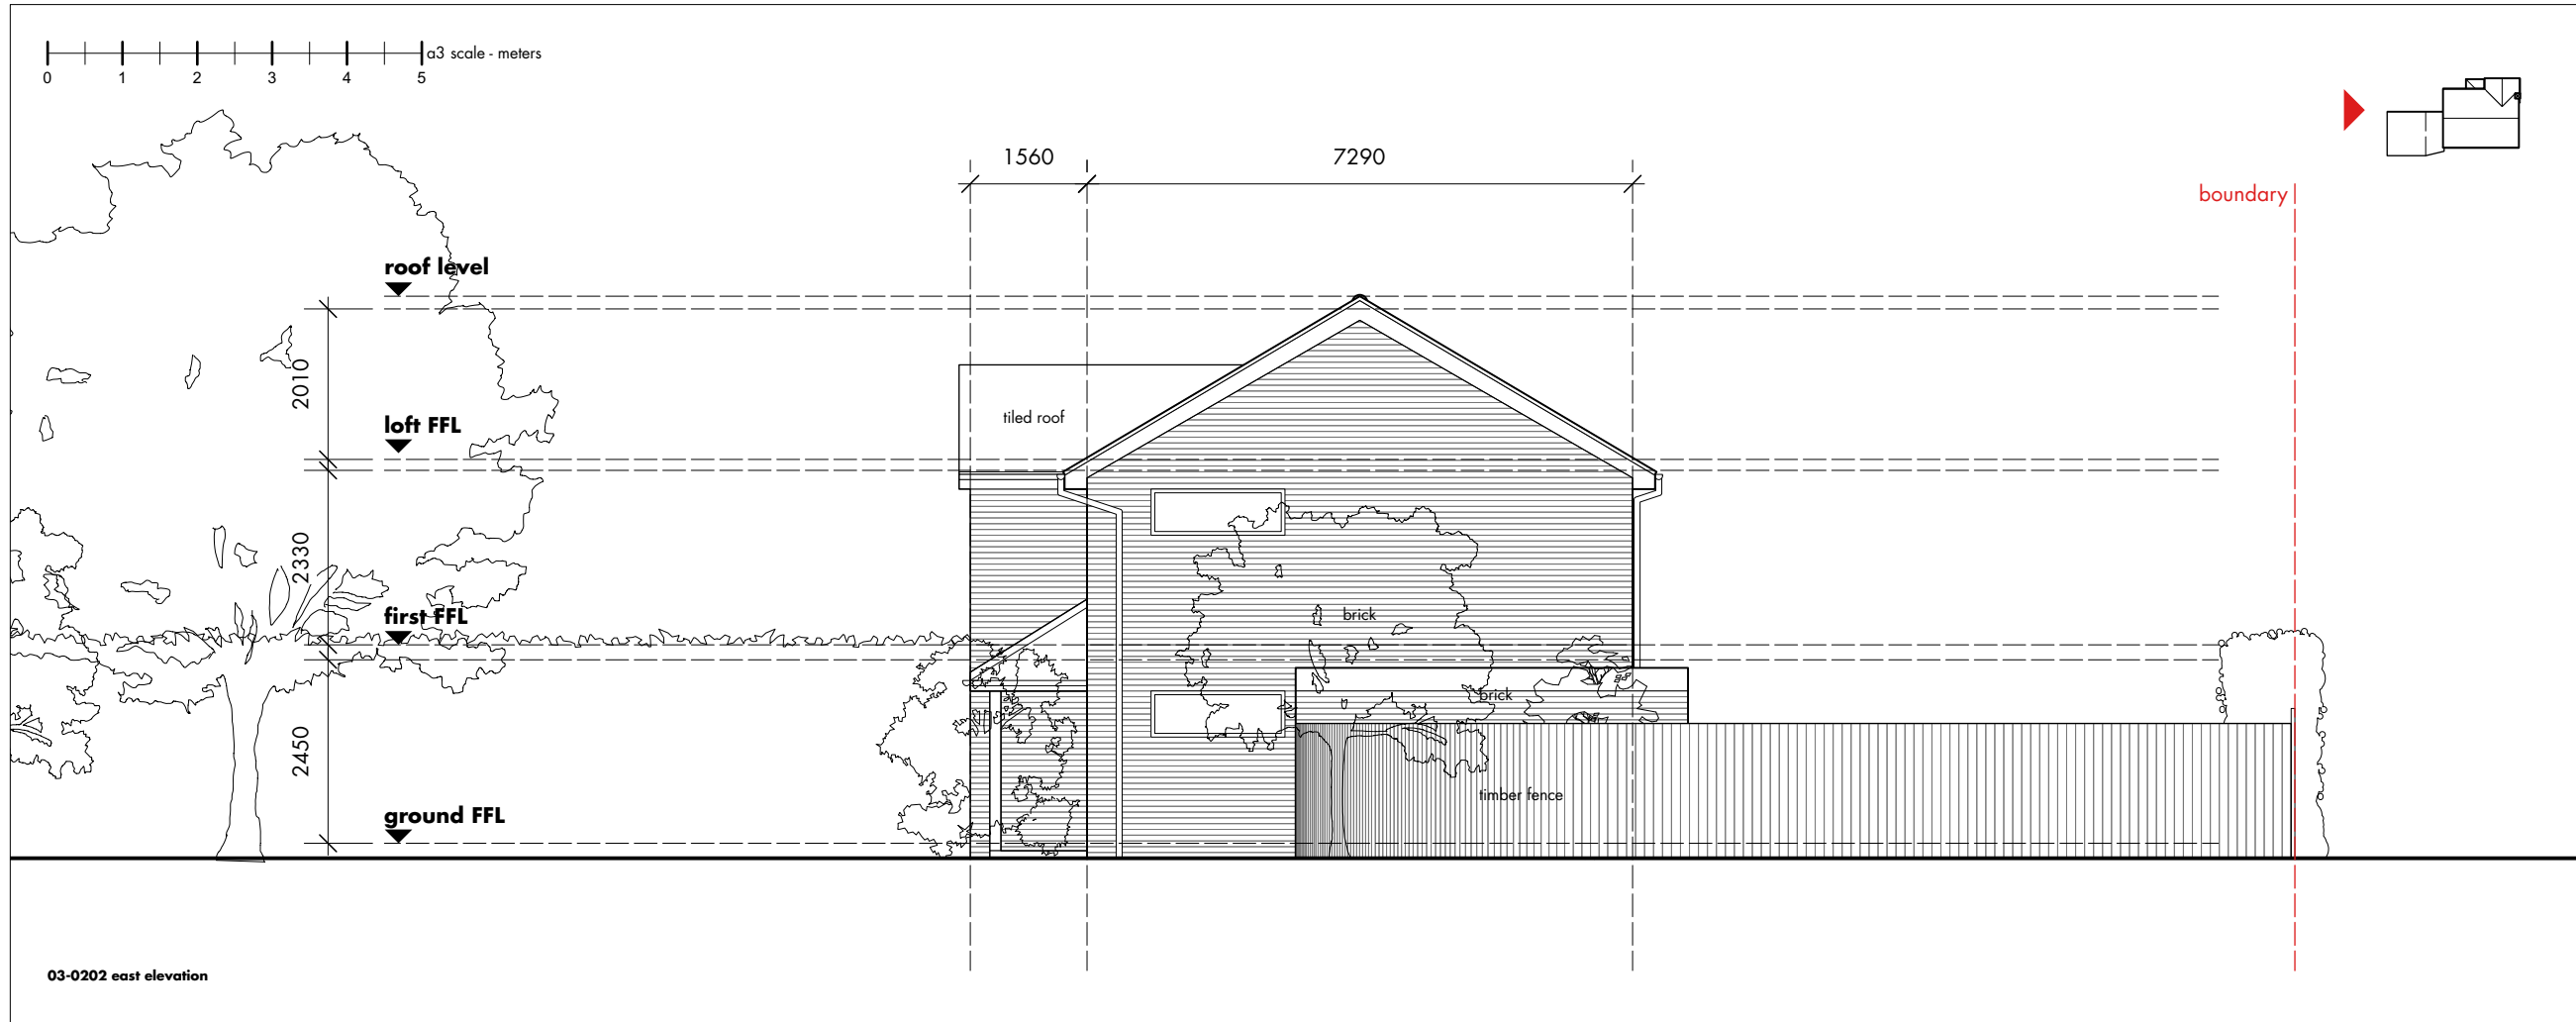 a3 scale - meters
0 1 2 3 4 5
1560 7290
boundary
roof level
2010
tiled roof
loft FFL
2330
first FFL
brick
brick
2450
timber fence
ground FFL
03-0202 east elevation